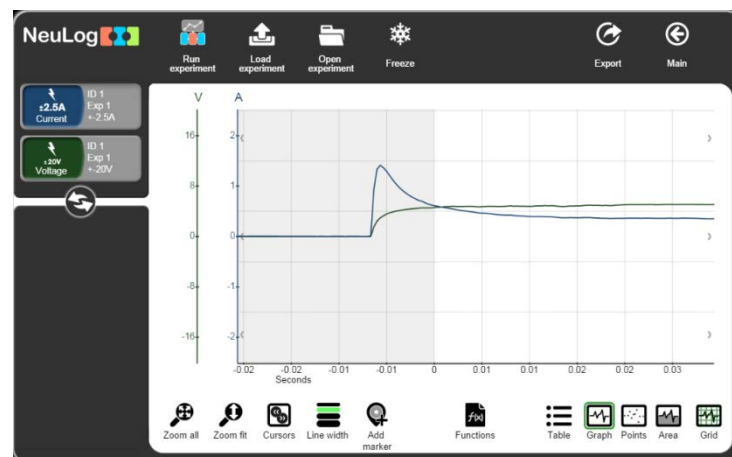 NeuLog
Run
experiment
Load
experiment
Open
experiment
Freeze
Export
Main
±2.5A
Current
ID 1
Exp 1
+-2.5A
±20V
Voltage
ID 1
Exp 1
+-20V
V A
16 2
8 1
0 0
-8 -1
-16 -2
-0.02 -0.02 -0.01 -0.01 0 0.01 0.01 0.02 0.02 0.03
Seconds
Zoom all
Zoom fit
Cursors
Line width
Add
marker
f(x)
Functions
Table
Graph
Points
Area
Grid